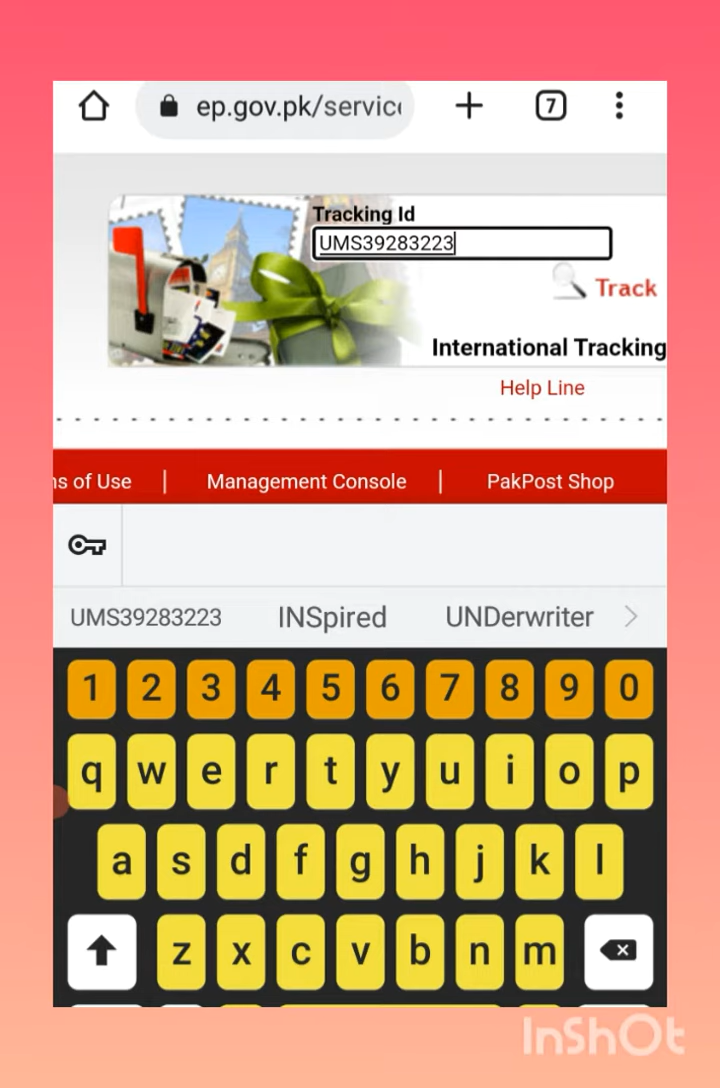 ep.gov.pk/servic
7
Tracking Id
UMS39283223
Track
International Tracking
Help Line
ns of Use | Management Console | PakPost Shop
UMS39283223 INSpired UNDerwriter
1 2 3 4 5 6 7 8 9 0
q w e r t y u i o p
a s d f g h j k l
z x c v b n m
InShOt